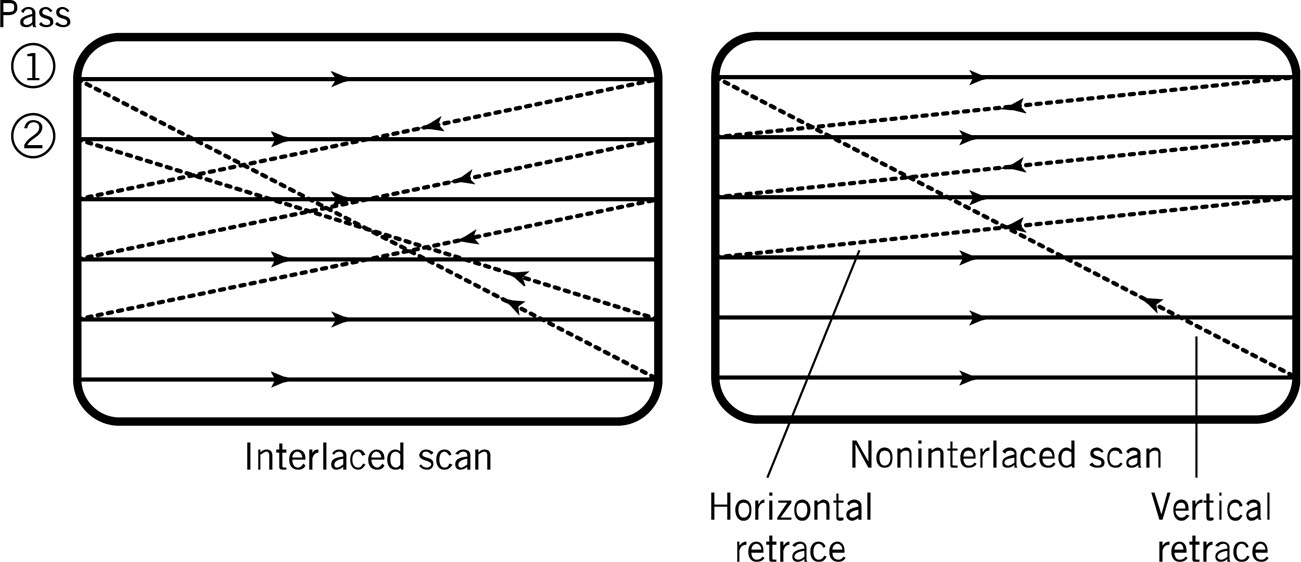 Pass
①
②
Interlaced scan
Noninterlaced scan
Horizontal
retrace
Vertical
retrace